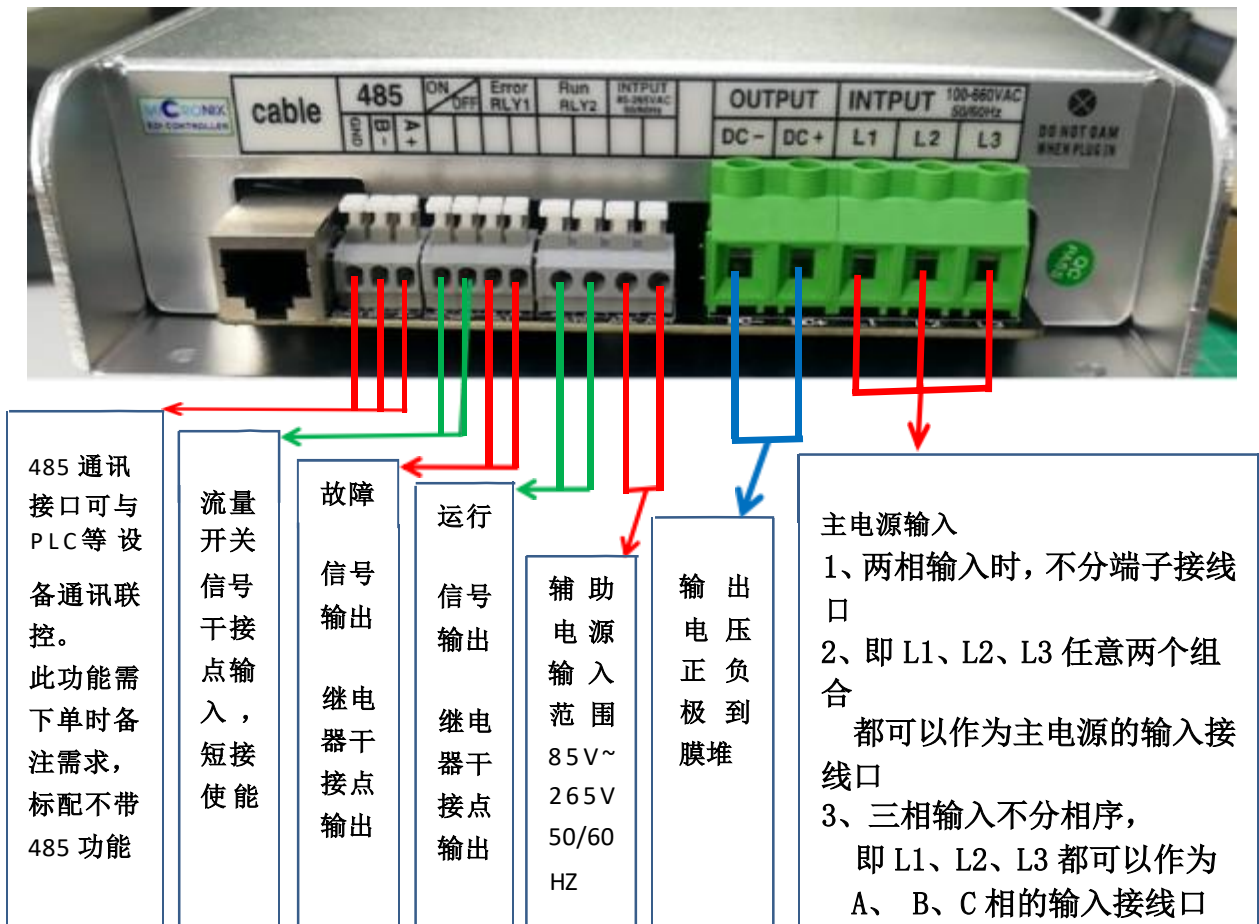 MICRONIX
EDI CONTROLLER
cable
485
GND
B-
A+
ON
OFF
Error
RLY1
Run
RLY2
INTPUT
85-265VAC
50/60Hz
OUTPUT
DC-
DC+
INTPUT
100-660VAC
50/60Hz
L1
L2
L3
DO NOT OAM
WHEN PLUG IN
QC
PASS
485 通讯
接口可与
PLC等 设
备通讯联
控。
此功能需
下单时备
注需求，
标配不带
485 功能
流量
开关
信号
干接
点输
入，
短接
使能
故障
信号
输出
继电
器干
接点
输出
运行
信号
输出
继电
器干
接点
输出
辅 助
电 源
输 入
范 围
85V~
265V
50/60
HZ
输 出
电 压
正 负
极 到
膜堆
主电源输入
1、两相输入时，不分端子接线
口
2、即 L1、L2、L3 任意两个组
合
都可以作为主电源的输入接
线口
3、三相输入不分相序，
即 L1、L2、L3 都可以作为
A、 B、C 相的输入接线口